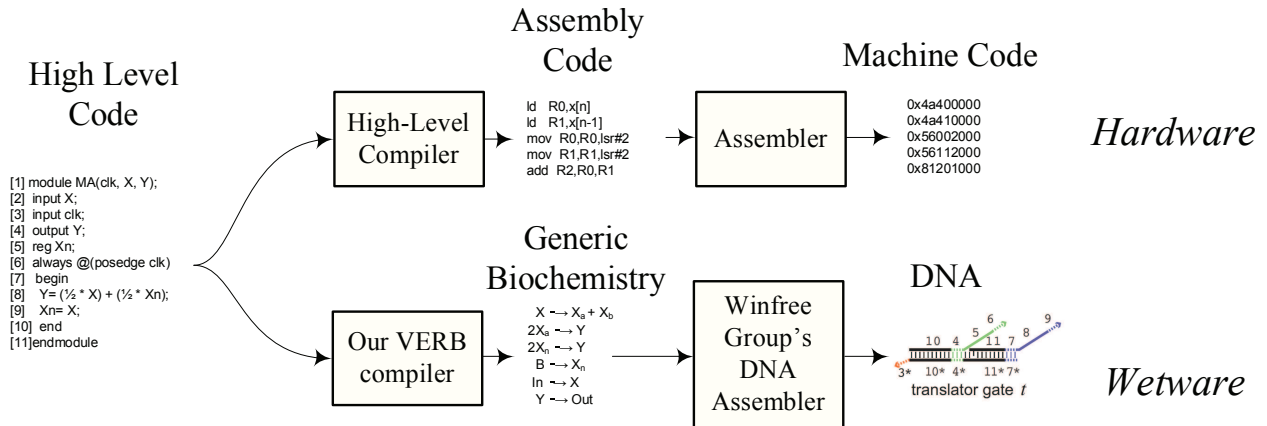 High Level
Code
[1] module MA(clk, X, Y);
[2] input X;
[3] input clk;
[4] output Y;
[5] reg Xn;
[6] always @(posedge clk)
[7] begin
[8] Y= (½ * X) + (½ * Xn);
[9] Xn= X;
[10] end
[11]endmodule
High-Level
Compiler
Assembly
Code
ld R0,x[n]
ld R1,x[n-1]
mov R0,R0,lsr#2
mov R1,R1,lsr#2
add R2,R0,R1
Assembler
Machine Code
0x4a400000
0x4a410000
0x56002000
0x56112000
0x81201000
Hardware
Our VERB
compiler
Generic
Biochemistry
X → Xa + Xb
2Xa → Y
2Xn → Y
B → Xn
In → X
Y → Out
Winfree
Group's
DNA
Assembler
DNA
6
9
10 4 5 11 7 8
3* 10* 4* 11* 7*
translator gate t
Wetware